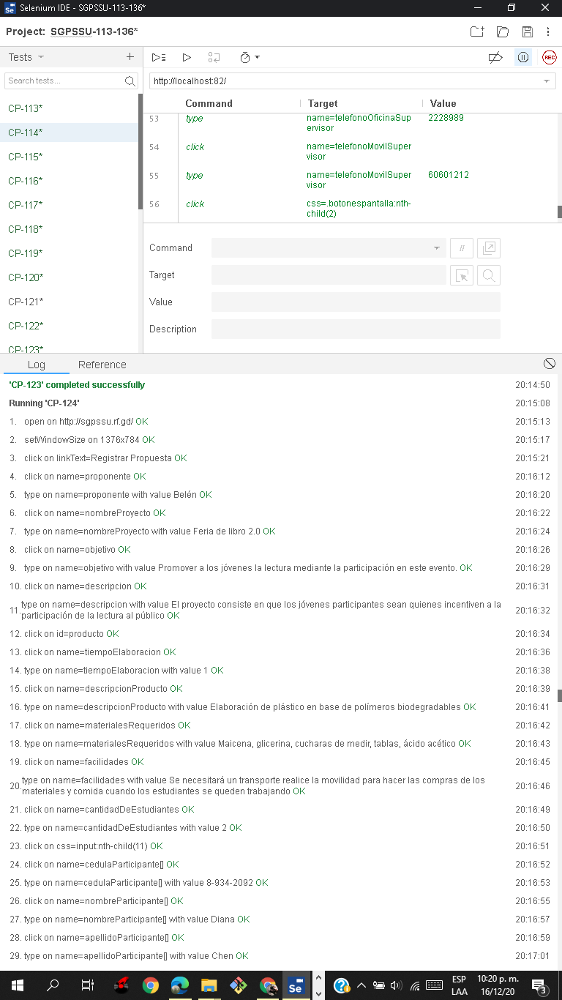 Selenium IDE - SGPSSU-113-136*
Project: SGPSSU-113-136*
Tests
Search tests...
CP-113*
CP-114*
CP-115*
CP-116*
CP-117*
CP-118*
CP-119*
CP-120*
CP-121*
CP-122*
CP-123*
REC
http://localhost:82/
Command Target Value
53 type name=telefonoOficinaSup 2228989
ervisor
54 click name=telefonoMovilSuper
visor
55 type name=telefonoMovilSuper 60601212
visor
56 click css=.botonespantalla:nth-
child(2)
Command
//
Target
Value
Description
Log Reference
'CP-123' completed successfully 20:14:50
Running 'CP-124' 20:15:08
1. open on http://sgpssu.rf.gd/ OK 20:15:13
2. setWindowSize on 1376x784 OK 20:15:17
3. click on linkText=Registrar Propuesta OK 20:15:21
4. click on name=proponente OK 20:16:12
5. type on name=proponente with value Belén OK 20:16:20
6. click on name=nombreProyecto OK 20:16:22
7. type on name=nombreProyecto with value Feria de libro 2.0 OK 20:16:24
8. click on name=objetivo OK 20:16:26
9. type on name=objetivo with value Promover a los jóvenes la lectura mediante la participación en este evento. OK 20:16:29
10. click on name=descripcion OK 20:16:31
11. type on name=descripcion with value El proyecto consiste en que los jóvenes participantes sean quienes incentiven a la
participación de la lectura al público OK 20:16:32
12. click on id=producto OK 20:16:34
13. click on name=tiempoElaboracion OK 20:16:36
14. type on name=tiempoElaboracion with value 1 OK 20:16:38
15. click on name=descripcionProducto OK 20:16:39
16. type on name=descripcionProducto with value Elaboración de plástico en base de polímeros biodegradables OK 20:16:41
17. click on name=materialesRequeridos OK 20:16:42
18. type on name=materialesRequeridos with value Maicena, glicerina, cucharas de medir, tablas, ácido acético OK 20:16:43
19. click on name=facilidades OK 20:16:45
20. type on name=facilidades with value Se necesitará un transporte realice la movilidad para hacer las compras de los
materiales y comida cuando los estudiantes se queden trabajando OK 20:16:46
21. click on name=cantidadDeEstudiantes OK 20:16:49
22. type on name=cantidadDeEstudiantes with value 2 OK 20:16:50
23. click on css=input:nth-child(11) OK 20:16:51
24. click on name=cedulaParticipante[] OK 20:16:52
25. type on name=cedulaParticipante[] with value 8-934-2092 OK 20:16:53
26. click on name=nombreParticipante[] OK 20:16:55
27. type on name=nombreParticipante[] with value Diana OK 20:16:57
28. click on name=apellidoParticipante[] OK 20:16:59
29. type on name=apellidoParticipante[] with value Chen OK 20:17:01
Se
ESP 10:20 p. m.
LAA 16/12/20
3